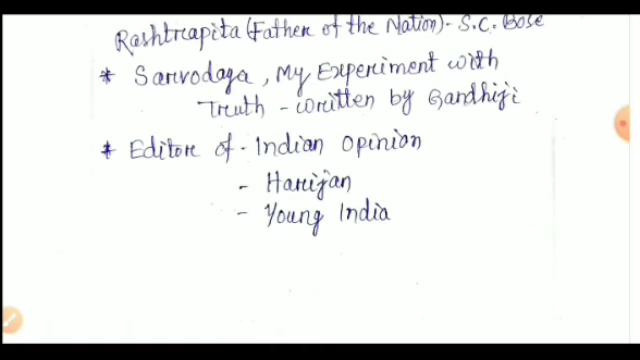 Rashtrapita (Father of the Nation) - S.C. Bose
* Sarvodaya, My Experiment with
Truth - written by Gandhiji
* Editor of - Indian Opinion
- Harijan
- Young India